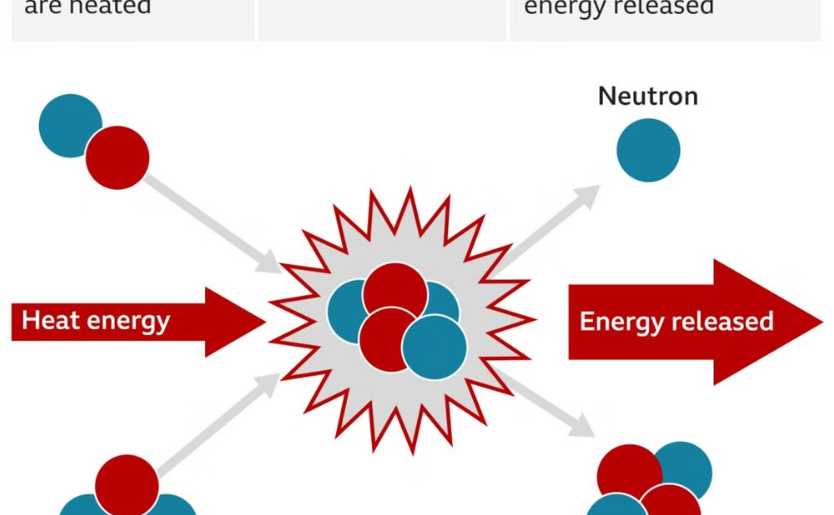 are heated
energy released
Neutron
Heat energy
Energy released